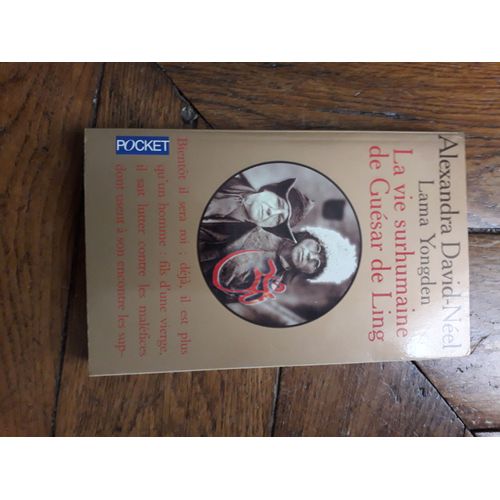 Alexandra David-Néel
Lama Yongden
La vie surhumaine
de Guésar de Ling
Bientôt il sera roi ; déjà, il est plus
qu'un homme : fils d'une vierge,
il sait lutter contre les maléfices
dont usent à son encontre les sup-
POCKET